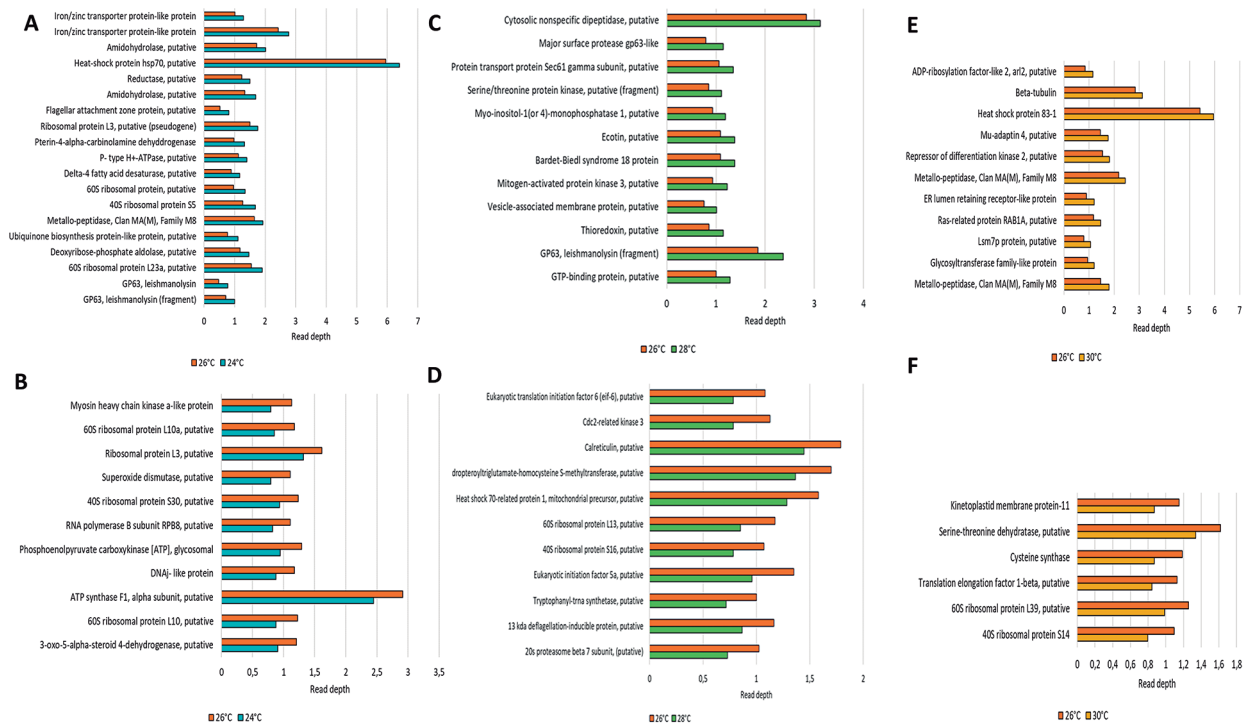 A
Iron/zinc transporter protein-like protein
Iron/zinc transporter protein-like protein
Amidohydrolase, putative
Heat-shock protein hsp70, putative
Reductase, putative
Amidohydrolase, putative
Flagellar attachment zone protein, putative
Ribosomal protein L3, putative (pseudogene)
Pterin-4-alpha-carbinolamine dehyddrogenase
P- type H+-ATPase, putative
Delta-4 fatty acid desaturase, putative
60S ribosomal protein, putative
40S ribosomal protein S5
Metallo-peptidase, Clan MA(M), Family M8
Ubiquinone biosynthesis protein-like protein, putative
Deoxyribose-phosphate aldolase, putative
60S ribosomal protein L23a, putative
GP63, leishmanolysin
GP63, leishmanolysin (fragment)
0 1 2 3 4 5 6 7 8
Read depth
26°C 24°C
B
Myosin heavy chain kinase a-like protein
60S ribosomal protein L10a, putative
Ribosomal protein L3, putative
Superoxide dismutase, putative
40S ribosomal protein S30, putative
RNA polymerase B subunit RPB8, putative
Phosphoenolpyruvate carboxykinase [ATP], glycosomal
DNAj- like protein
ATP synthase F1, alpha subunit, putative
60S ribosomal protein L10, putative
3-oxo-5-alpha-steroid 4-dehydrogenase, putative
0 0,5 1 1,5 2 2,5 3 3,5
Read depth
26°C 24°C
C
Cytosolic nonspecific dipeptidase, putative
Major surface protease gp63-like
Protein transport protein Sec61 gamma subunit, putative
Serine/threonine protein kinase, putative (fragment)
Myo-inositol-1(or 4)-monophosphatase 1, putative
Ecotin, putative
Bardet-Biedl syndrome 18 protein
Mitogen-activated protein kinase 3, putative
Vesicle-associated membrane protein, putative
Thioredoxin, putative
GP63, leishmanolysin (fragment)
GTP-binding protein, putative
0 1 2 3 4
Read depth
26°C 28°C
D
Eukaryotic translation initiation factor 6 (eif-6), putative
Cdc2-related kinase 3
Calreticulin, putative
dropteroyltriglutamate-homocysteine S-methyltransferase, putative
Heat shock 70-related protein 1, mitochondrial precursor, putative
60S ribosomal protein L13, putative
40S ribosomal protein S16, putative
Eukaryotic initiation factor 5a, putative
Tryptophanyl-trna synthetase, putative
13 kda deflagellation-inducible protein, putative
20s proteasome beta 7 subunit, (putative)
0 0,5 1 1,5 2
Read depth
26°C 28°C
E
ADP-ribosylation factor-like 2, arl2, putative
Beta-tubulin
Heat shock protein 83-1
Mu-adaptin 4, putative
Repressor of differentiation kinase 2, putative
Metallo-peptidase, Clan MA(M), Family M8
ER lumen retaining receptor-like protein
Ras-related protein RAB1A, putative
Lsm7p protein, putative
Glycosyltransferase family-like protein
Metallo-peptidase, Clan MA(M), Family M8
0 1 2 3 4 5 6 7
Read depth
26°C 30°C
F
Kinetoplastid membrane protein-11
Serine-threonine dehydratase, putative
Cysteine synthase
Translation elongation factor 1-beta, putative
60S ribosomal protein L39, putative
40S ribosomal protein S14
0 0,2 0,4 0,6 0,8 1 1,2 1,4 1,6 1,8
Read depth
26°C 30°C